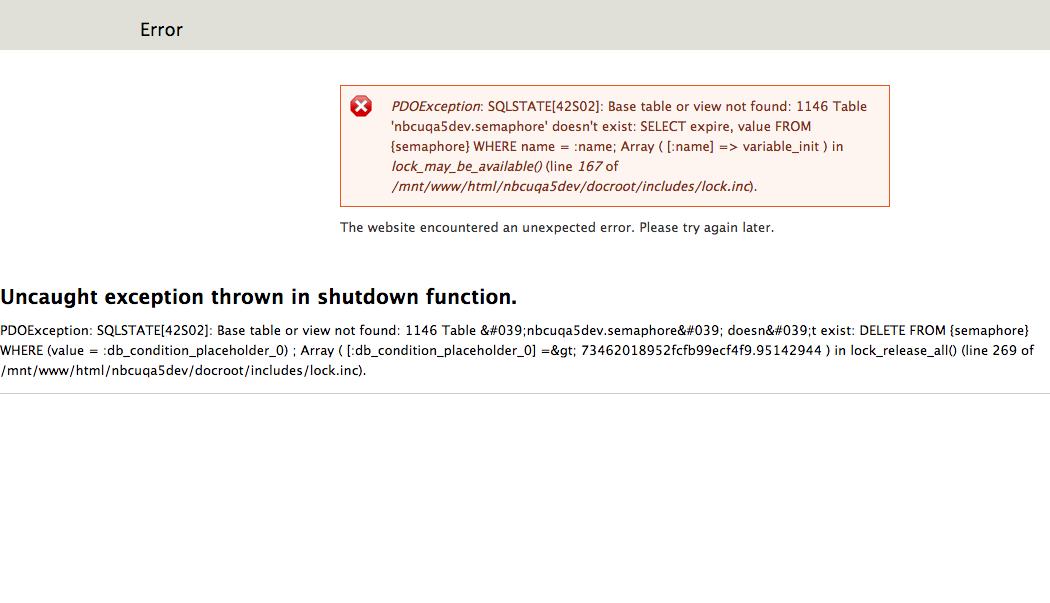 Error
PDOException: SQLSTATE[42S02]: Base table or view not found: 1146 Table
'nbcuqa5dev.semaphore' doesn't exist: SELECT expire, value FROM
{semaphore} WHERE name = :name; Array ( [:name] => variable_init ) in
lock_may_be_available() (line 167 of
/mnt/www/html/nbcuqa5dev/docroot/includes/lock.inc).
The website encountered an unexpected error. Please try again later.
Uncaught exception thrown in shutdown function.
PDOException: SQLSTATE[42S02]: Base table or view not found: 1146 Table &#039;nbcuqa5dev.semaphore&#039; doesn&#039;t exist: DELETE FROM {semaphore}
WHERE (value = :db_condition_placeholder_0) ; Array ( [:db_condition_placeholder_0] =&gt; 73462018952fcfb99ecf4f9.95142944 ) in lock_release_all() (line 269 of
/mnt/www/html/nbcuqa5dev/docroot/includes/lock.inc).